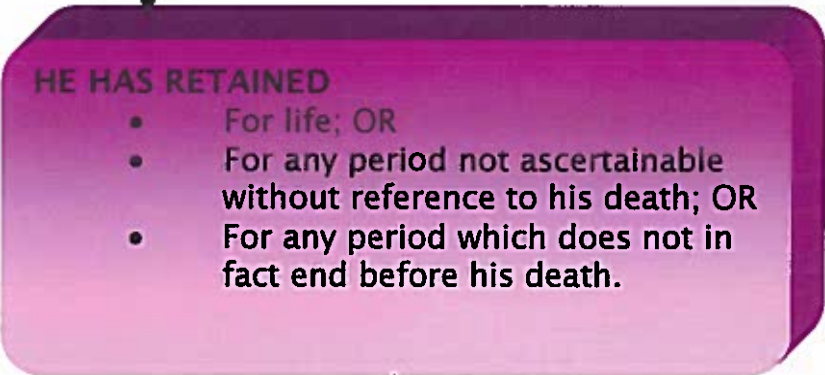 HE HAS RETAINED
• For life; OR
• For any period not ascertainable
without reference to his death; OR
• For any period which does not in
fact end before his death.